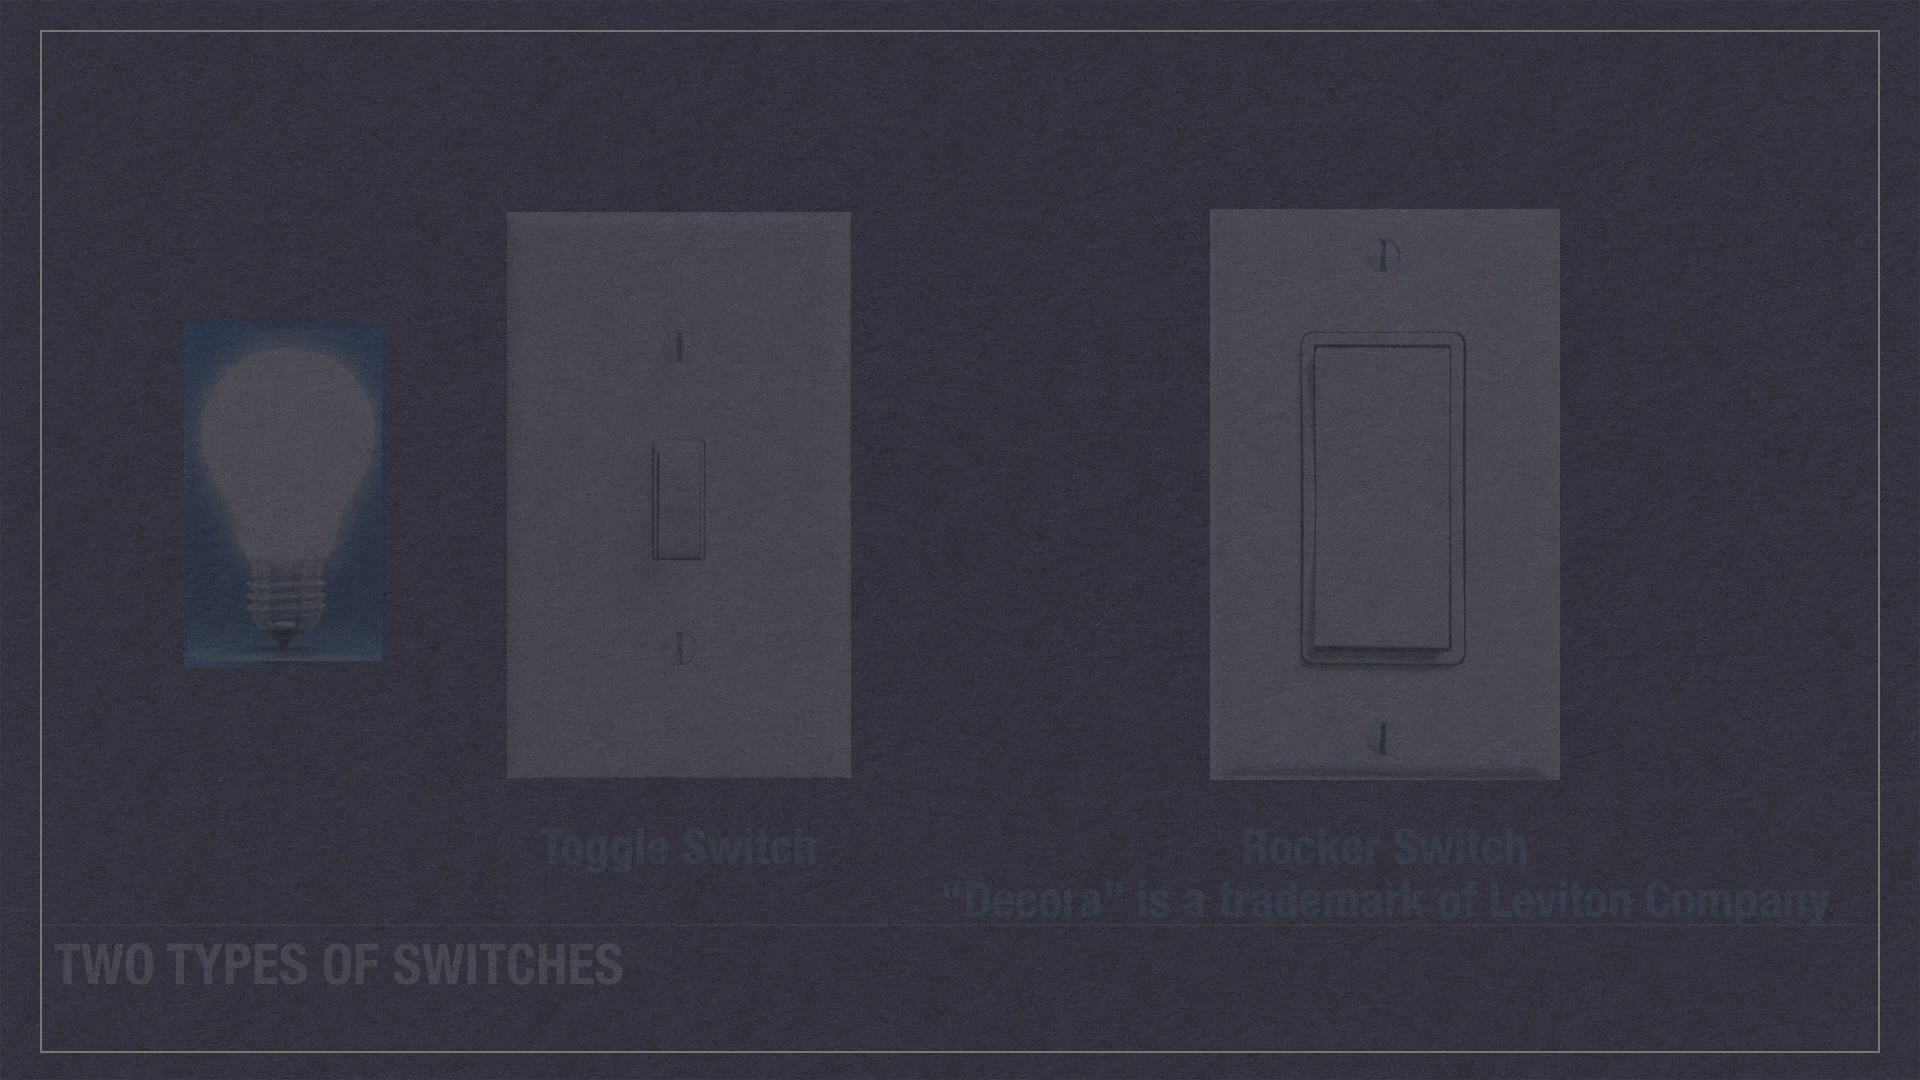 Toggle Switch
Rocker Switch
“Decora” is a trademark of Leviton Company
TWO TYPES OF SWITCHES